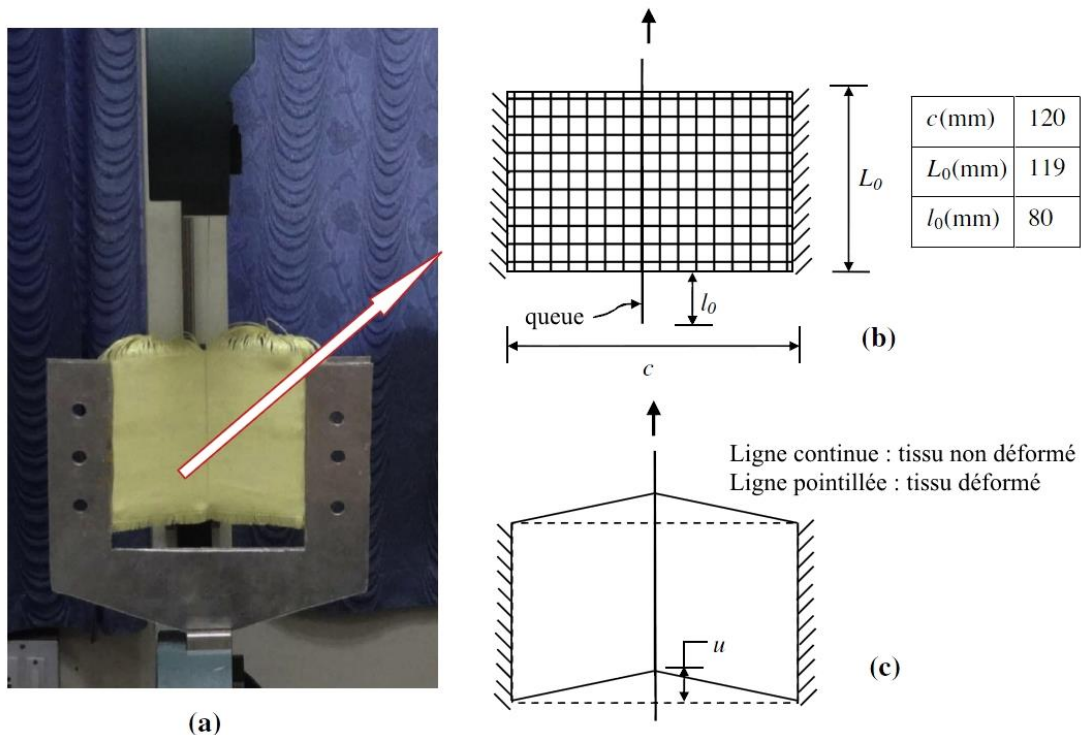 L₀
c(mm) 120
L₀(mm) 119
l₀(mm) 80
l₀
queue
(b)
c
Ligne continue : tissu non déformé
Ligne pointillée : tissu déformé
u
(c)
(a)